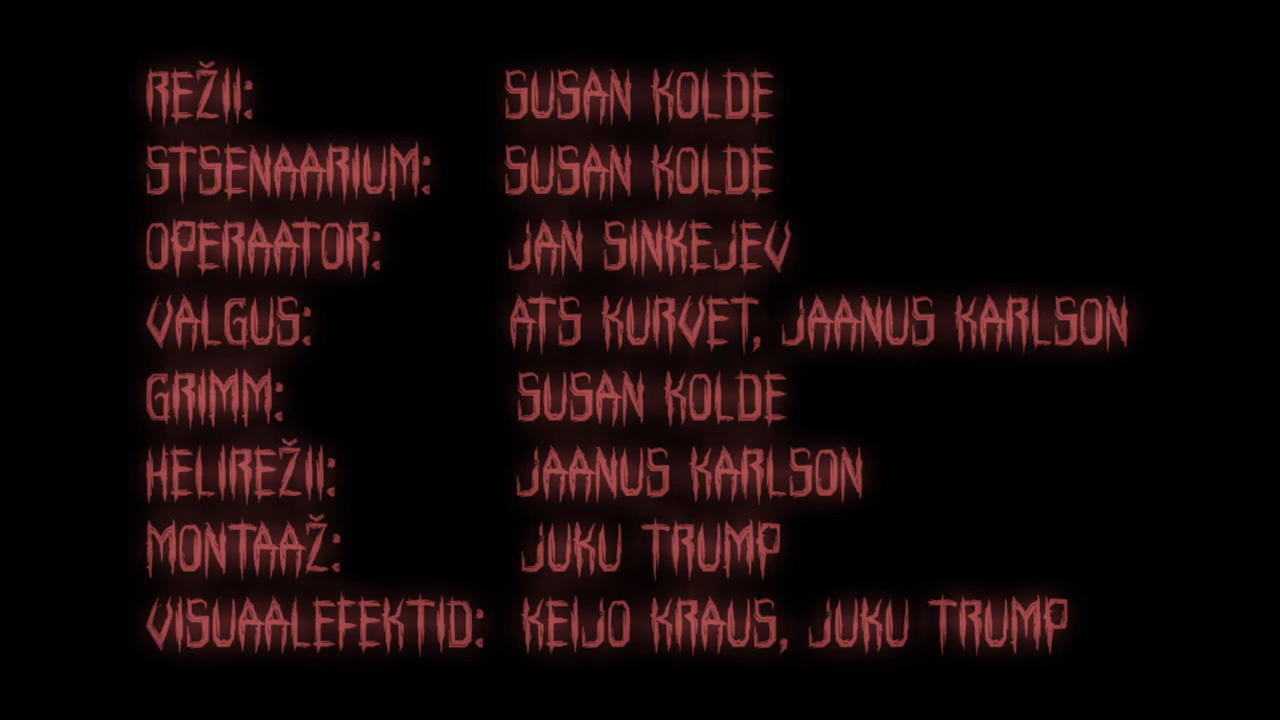 REŽII: SUSAN KOLDE
STSENAARIUM: SUSAN KOLDE
OPERAATOR: JAN SINKEJEV
VALGUS: ATS KURVET, JAANUS KARLSON
GRIMM: SUSAN KOLDE
HELIREŽII: JAANUS KARLSON
MONTAAŽ: JUKU TRUMP
VISUAALEFEKTID: KEIJO KRAUS, JUKU TRUMP